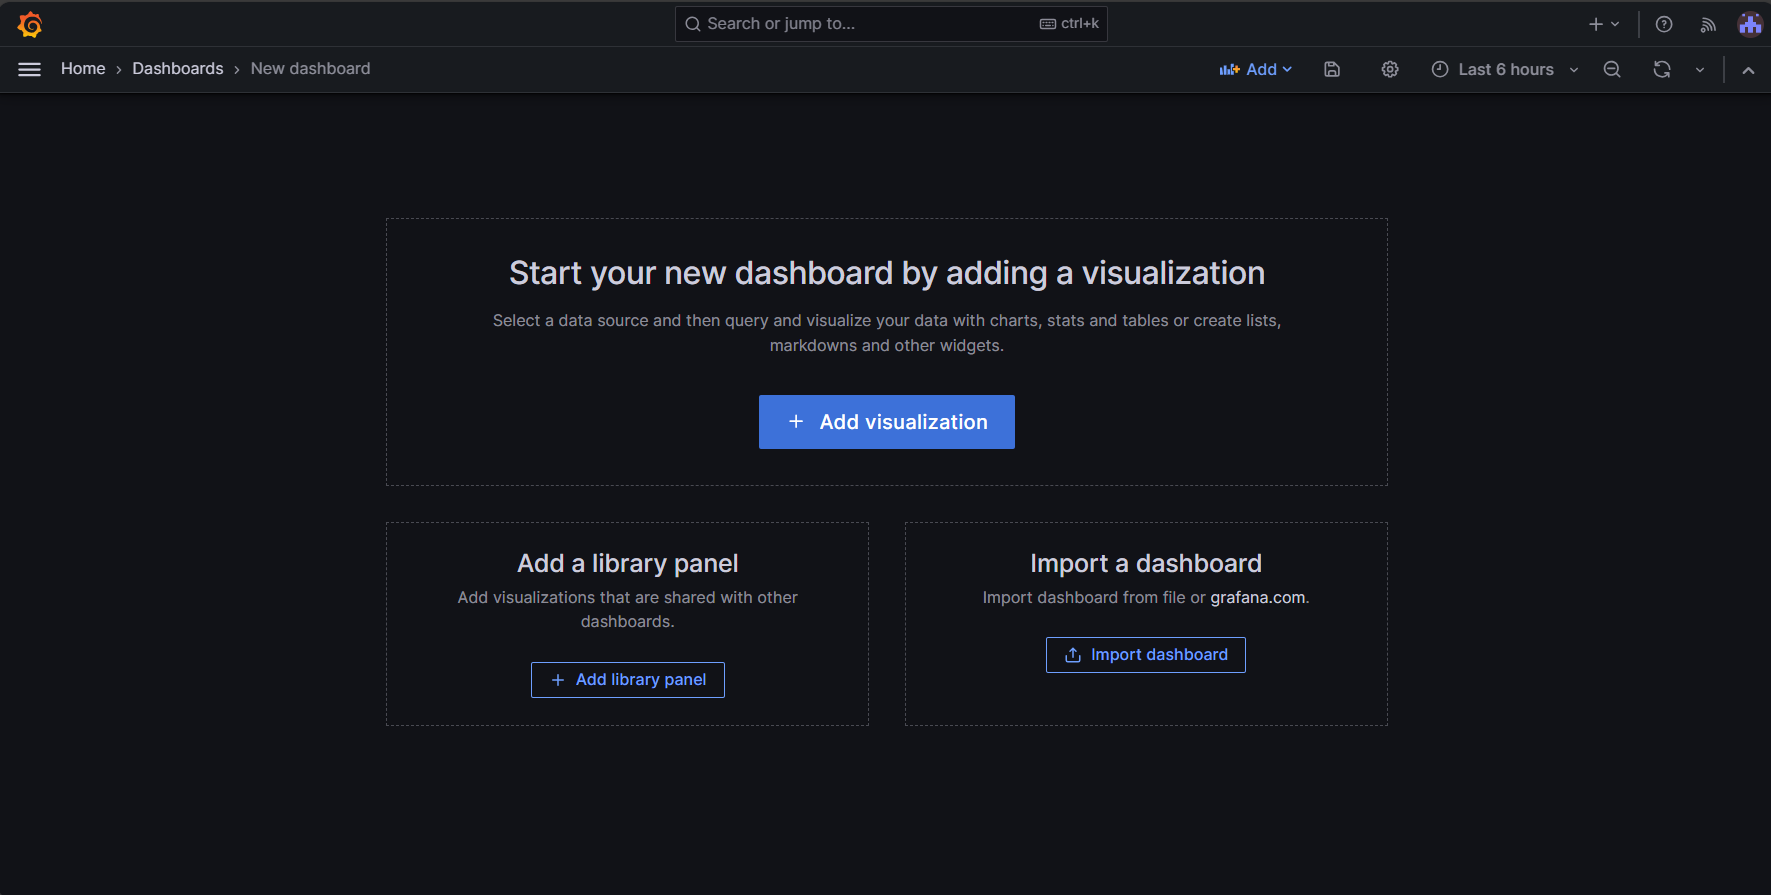 Search or jump to...
ctrl+k
Home
Dashboards
New dashboard
Add
Last 6 hours
Start your new dashboard by adding a visualization
Select a data source and then query and visualize your data with charts, stats and tables or create lists,
markdowns and other widgets.
Add visualization
Add a library panel
Add visualizations that are shared with other
dashboards.
Add library panel
Import a dashboard
Import dashboard from file or grafana.com.
Import dashboard